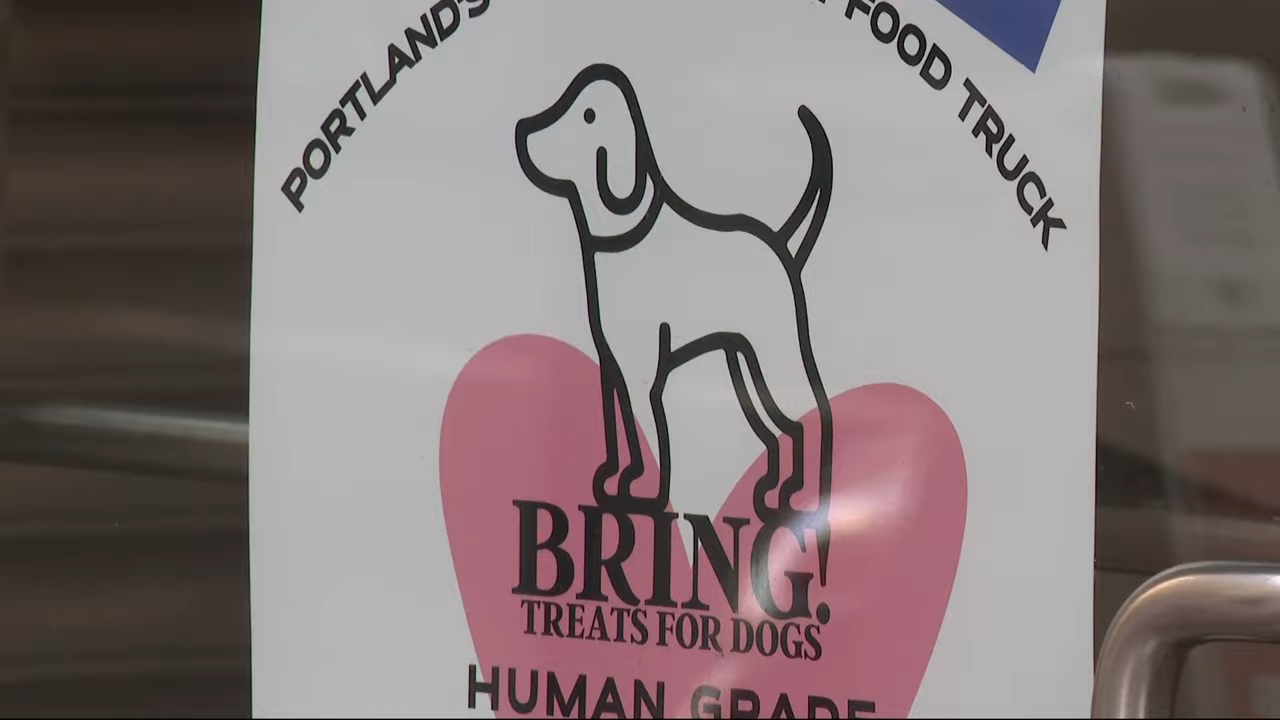 PORTLAND'S
FOOD TRUCK
BRING!
TREATS FOR DOGS
HUMAN GRADE